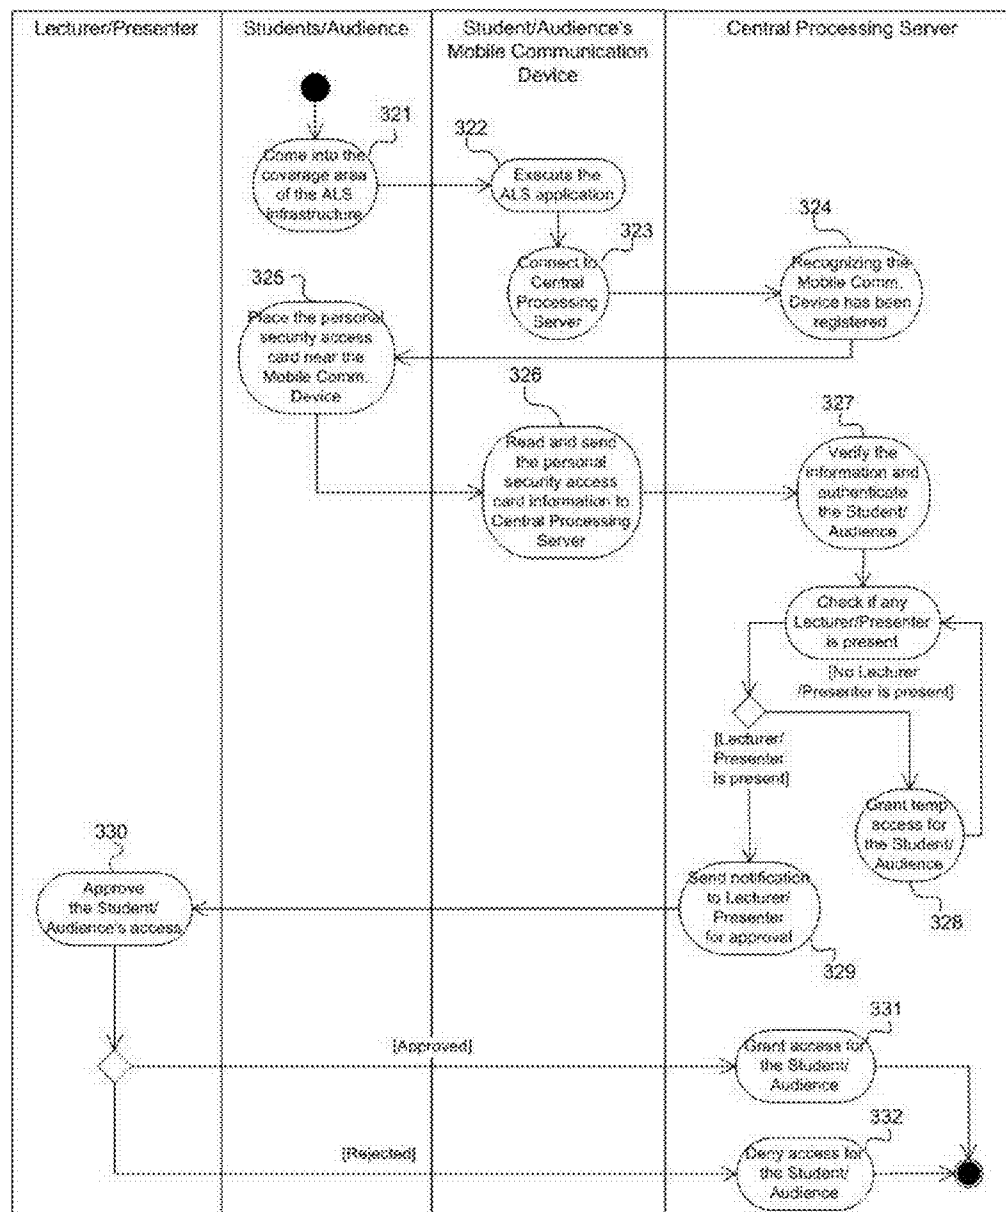 Lecturer/Presenter
Students/Audience
Student/Audience's
Mobile Communication
Device
Central Processing Server
321
Come into the
coverage area
of the ALS
infrastructure
322
Execute the
ALS application
323
Connect to
Central
Processing
Server
324
Recognizing the
Mobile Comm.
Device has been
registered
325
Place the personal
security access
card near the
Mobile Comm.
Device
326
Read and send
the personal
security access
card information to
Central Processing
Server
327
Verify the
information and
authenticate
the Student/
Audience
Check if any
Lecturer/Presenter
is present
[No Lecturer
/Presenter is present]
[Lecturer/
Presenter
is present]
Grant temp
access for
the Student/
Audience
328
Send notification
to Lecturer/
Presenter
for approval
329
330
Approve
the Student/
Audience's access
[Approved]
331
Grant access for
the Student/
Audience
[Rejected]
332
Deny access for
the Student/
Audience